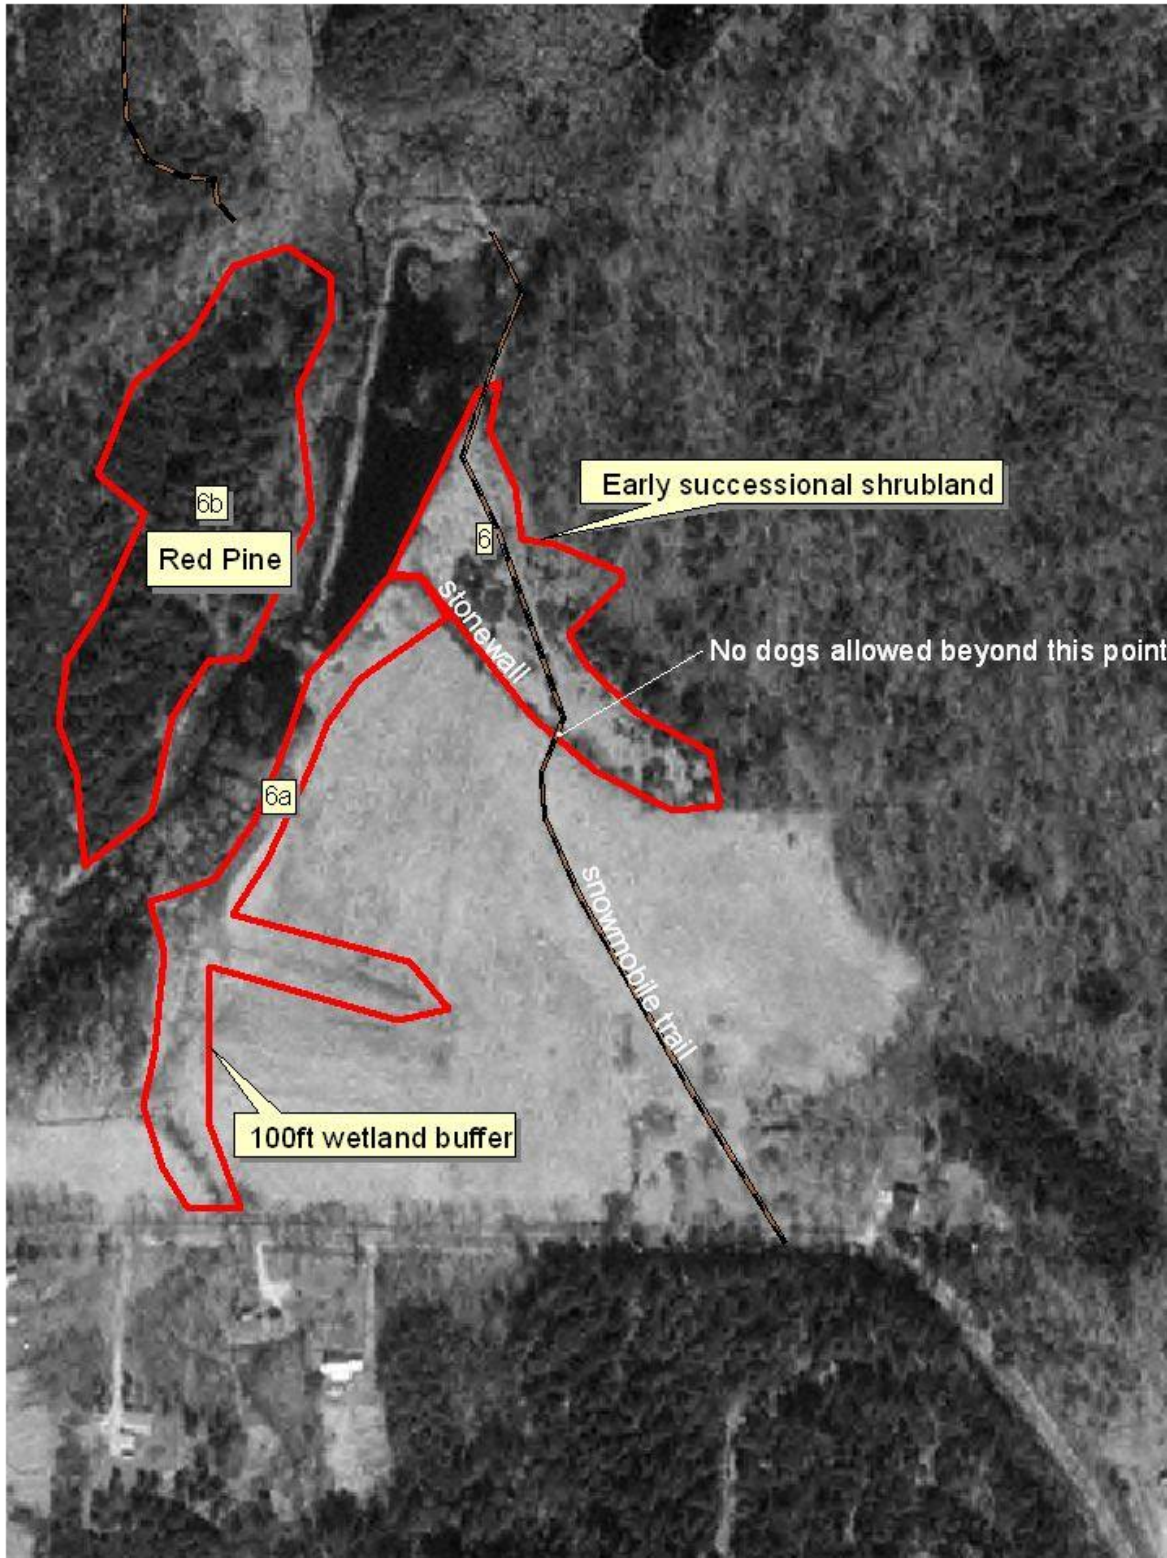 Early successional shrubland
6b
6
Red Pine
stonewall
No dogs allowed beyond this point
6a
snowmobile trail
100ft wetland buffer